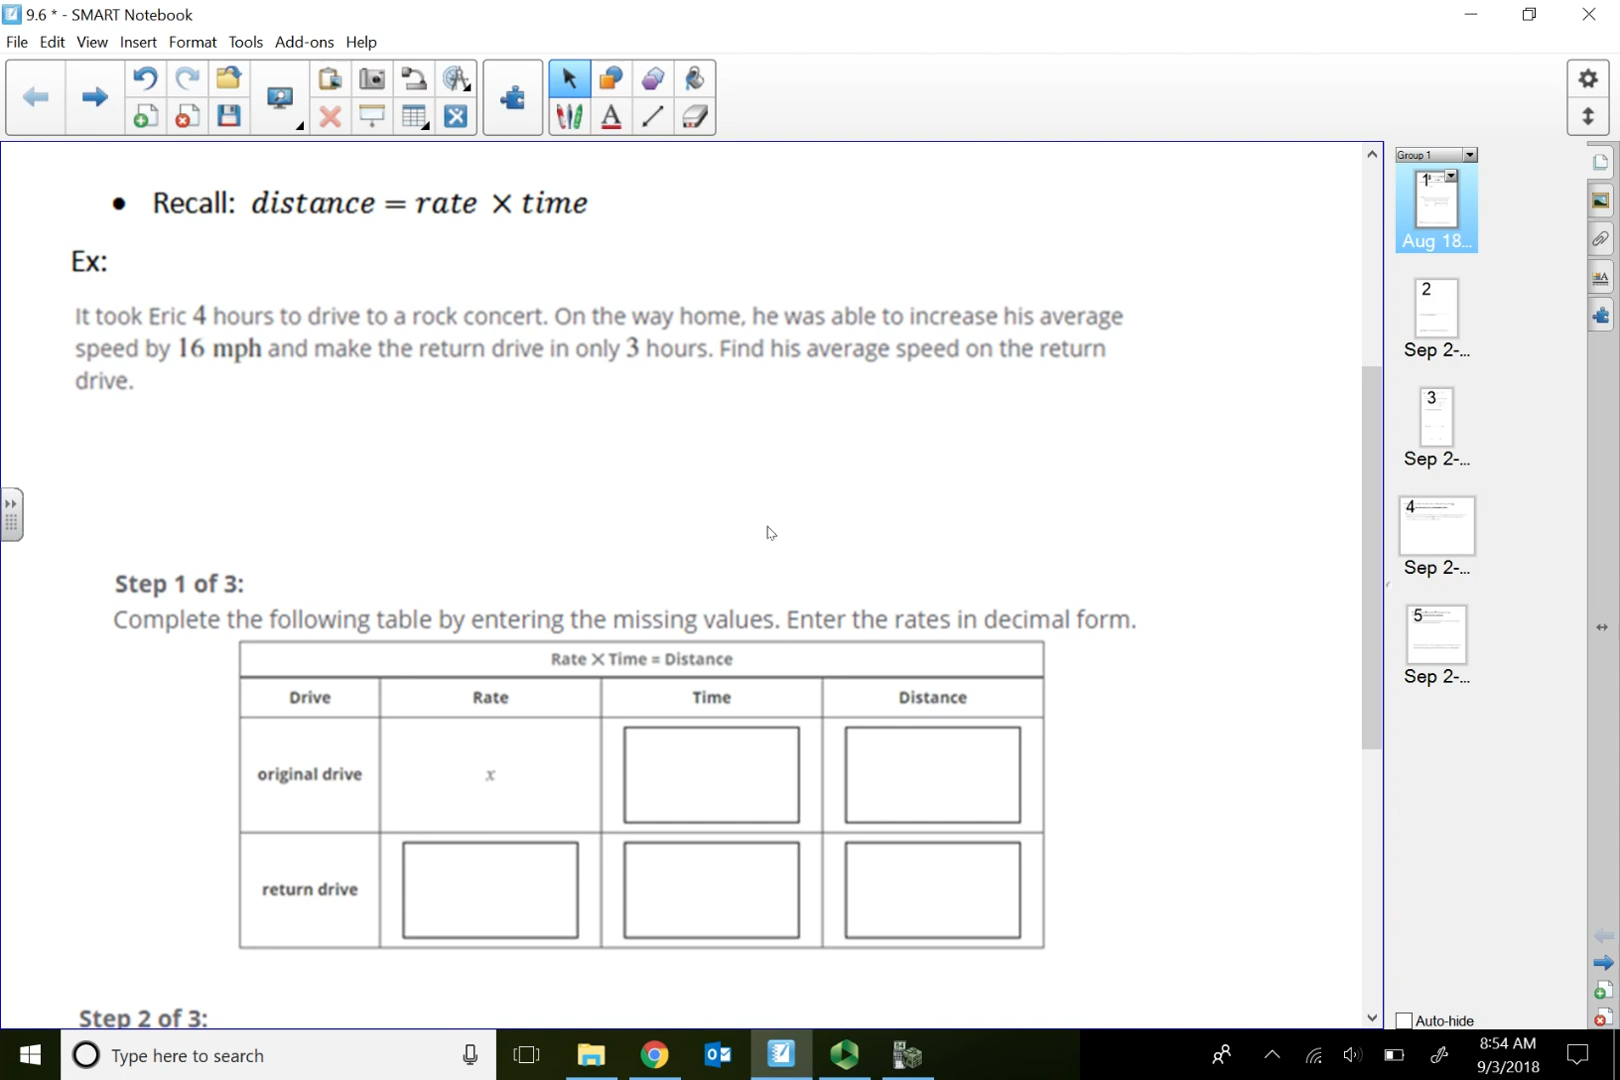 9.6 * - SMART Notebook
File Edit View Insert Format Tools Add-ons Help
• Recall: distance = rate × time
Ex:
It took Eric 4 hours to drive to a rock concert. On the way home, he was able to increase his average
speed by 16 mph and make the return drive in only 3 hours. Find his average speed on the return
drive.
Step 1 of 3:
Complete the following table by entering the missing values. Enter the rates in decimal form.
Rate X Time = Distance
Drive Rate Time Distance
original drive x
return drive
Step 2 of 3:
Group 1
1
Aug 18...
2
Sep 2-...
3
Sep 2-...
4
Sep 2-...
5
Sep 2-...
Auto-hide
Type here to search
8:54 AM
9/3/2018